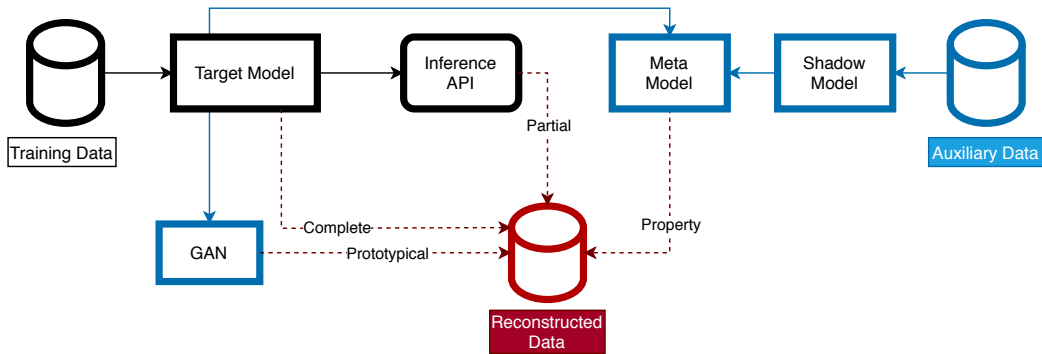 Target Model
Inference
API
Meta
Model
Shadow
Model
Training Data
Partial
Auxiliary Data
Complete
Property
GAN
Prototypical
Reconstructed
Data